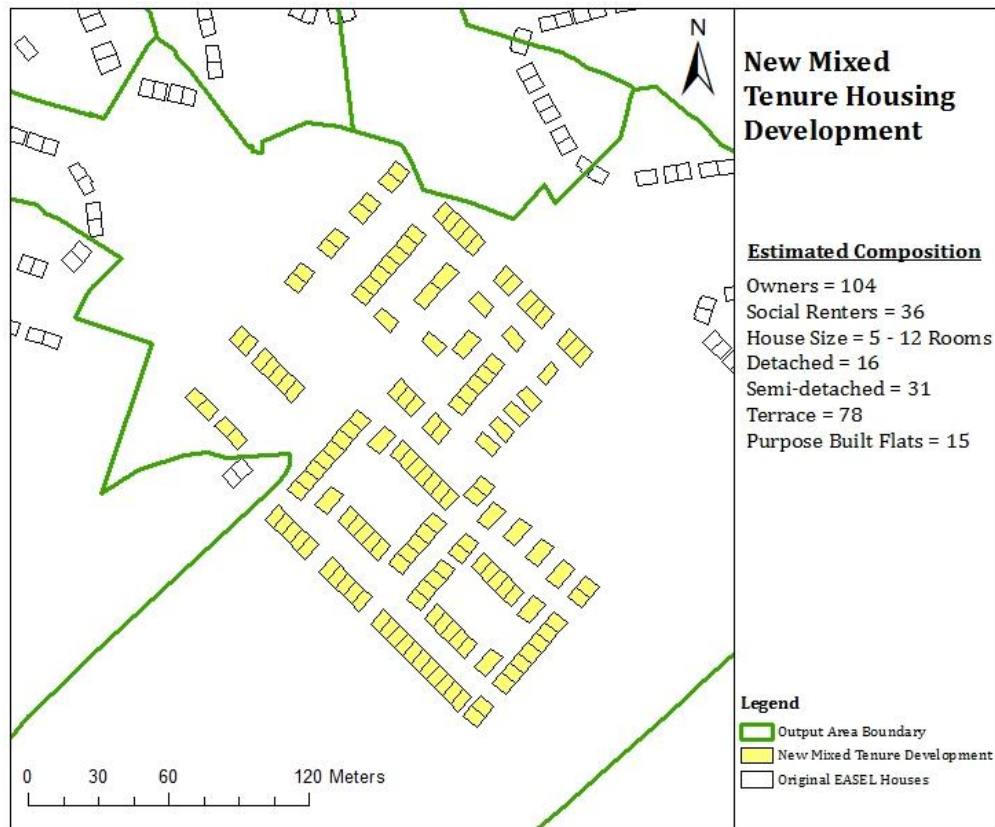 N
New Mixed
Tenure Housing
Development
Estimated Composition
Owners = 104
Social Renters = 36
House Size = 5 - 12 Rooms
Detached = 16
Semi-detached = 31
Terrace = 78
Purpose Built Flats = 15
Legend
Output Area Boundary
New Mixed Tenure Development
Original EASEL Houses
0 30 60 120 Meters